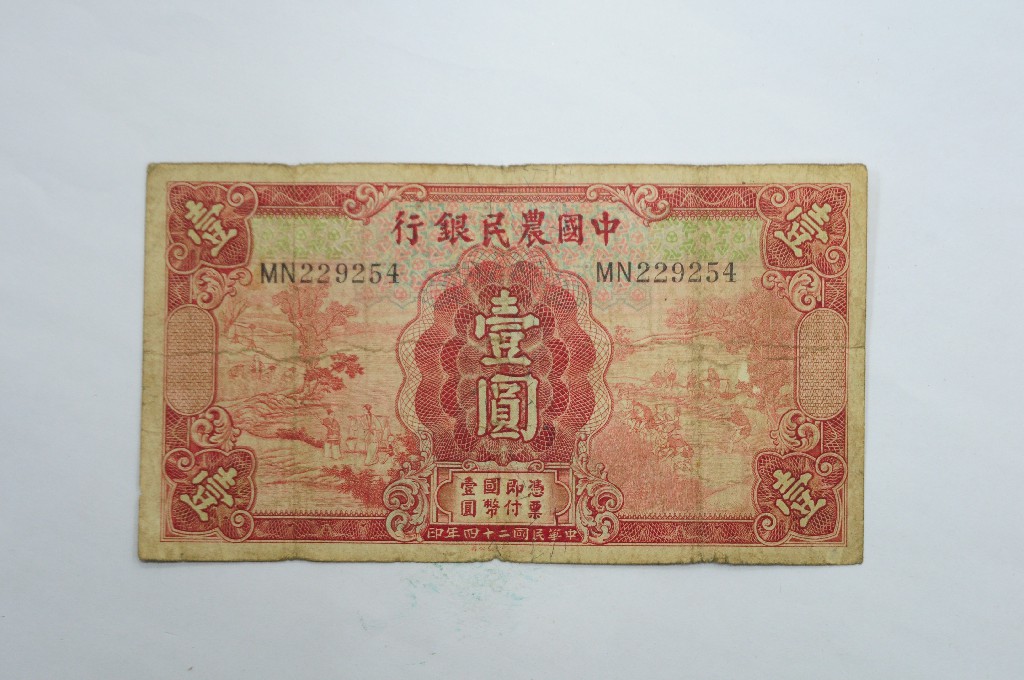 壹 壹
中國農民銀行
MN229254 MN229254
壹圓
憑票即付國幣壹圓
壹 壹
中華民國二十四年印